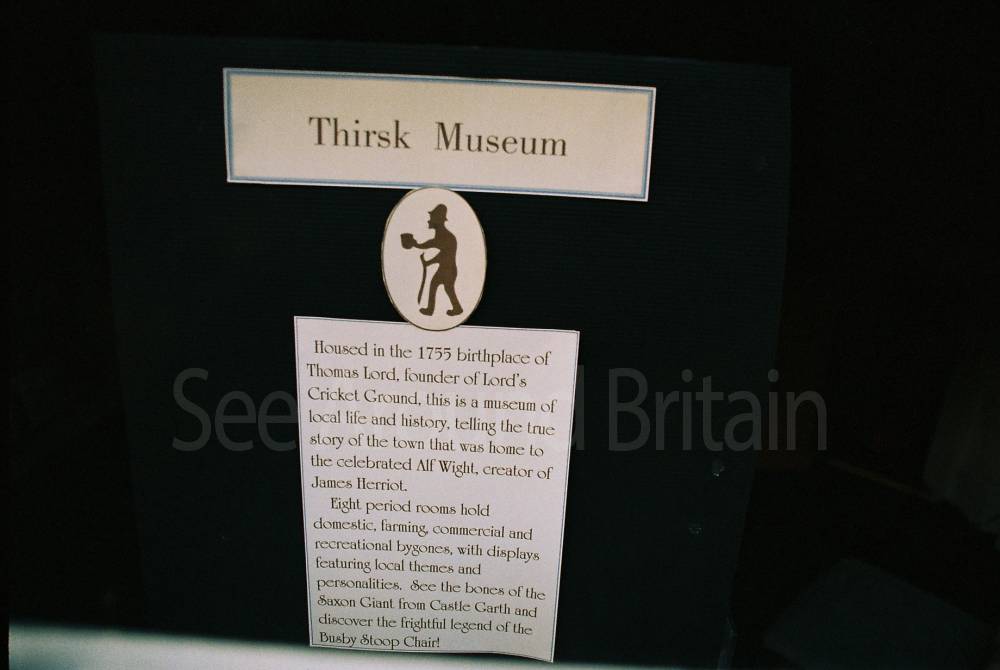 Thirsk Museum
Housed in the 1755 birthplace of
Thomas Lord, founder of Lord's
Cricket Ground, this is a museum of
local life and history, telling the true
story of the town that was home to
the celebrated Alf Wight, creator of
James Herriot.
Eight period rooms hold
domestic, farming, commercial and
recreational bygones, with displays
featuring local themes and
personalities. See the bones of the
Saxon Giant from Castle Garth and
discover the frightful legend of the
Busby Stoop Chair!
See Britain